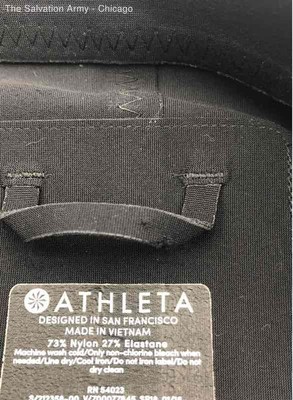 The Salvation Army - Chicago
ATHLETA
DESIGNED IN SAN FRANCISCO
MADE IN VIETNAM
73% Nylon 27% Elastane
Machine wash cold/Only non-chlorine bleach when
needed/Line dry/Cool iron/Do not iron label/Do not
dry clean
RN 54023